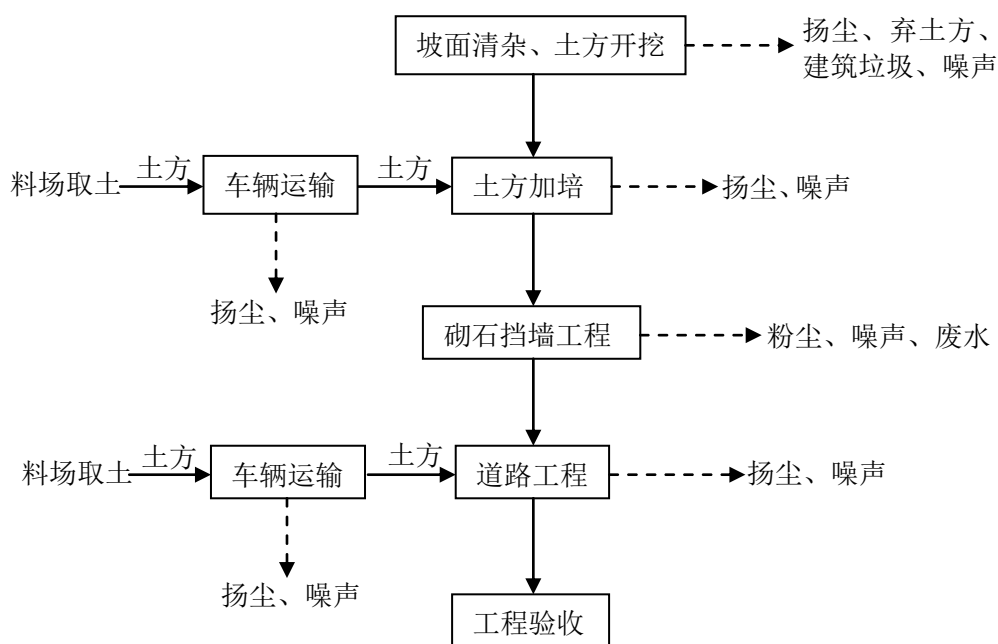 坡面清杂、土方开挖
扬尘、弃土方、
建筑垃圾、噪声
料场取土
土方
车辆运输
土方
土方加培
扬尘、噪声
扬尘、噪声
砌石挡墙工程
粉尘、噪声、废水
料场取土
土方
车辆运输
土方
道路工程
扬尘、噪声
扬尘、噪声
工程验收